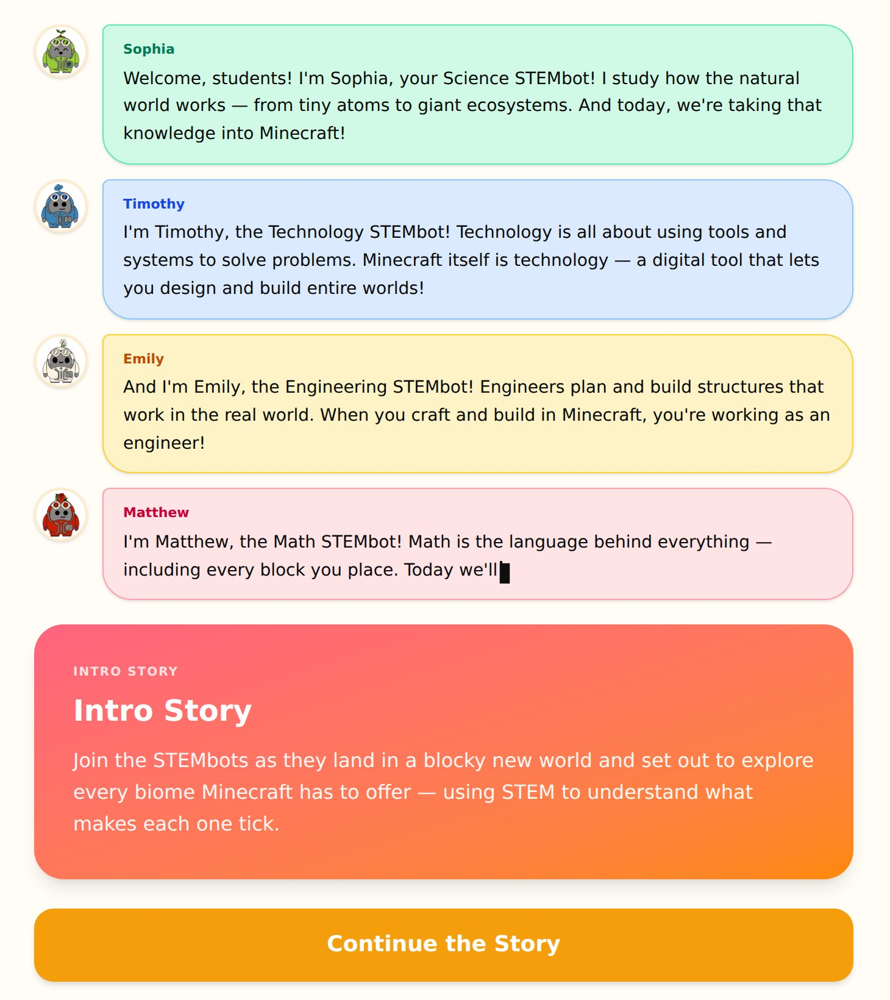 Sophia
Welcome, students! I'm Sophia, your Science STEMbot! I study how the natural
world works — from tiny atoms to giant ecosystems. And today, we're taking that
knowledge into Minecraft!
Timothy
I'm Timothy, the Technology STEMbot! Technology is all about using tools and
systems to solve problems. Minecraft itself is technology — a digital tool that lets
you design and build entire worlds!
Emily
And I'm Emily, the Engineering STEMbot! Engineers plan and build structures that
work in the real world. When you craft and build in Minecraft, you're working as an
engineer!
Matthew
I'm Matthew, the Math STEMbot! Math is the language behind everything —
including every block you place. Today we'll
INTRO STORY
Intro Story
Join the STEMbots as they land in a blocky new world and set out to explore
every biome Minecraft has to offer — using STEM to understand what
makes each one tick.
Continue the Story